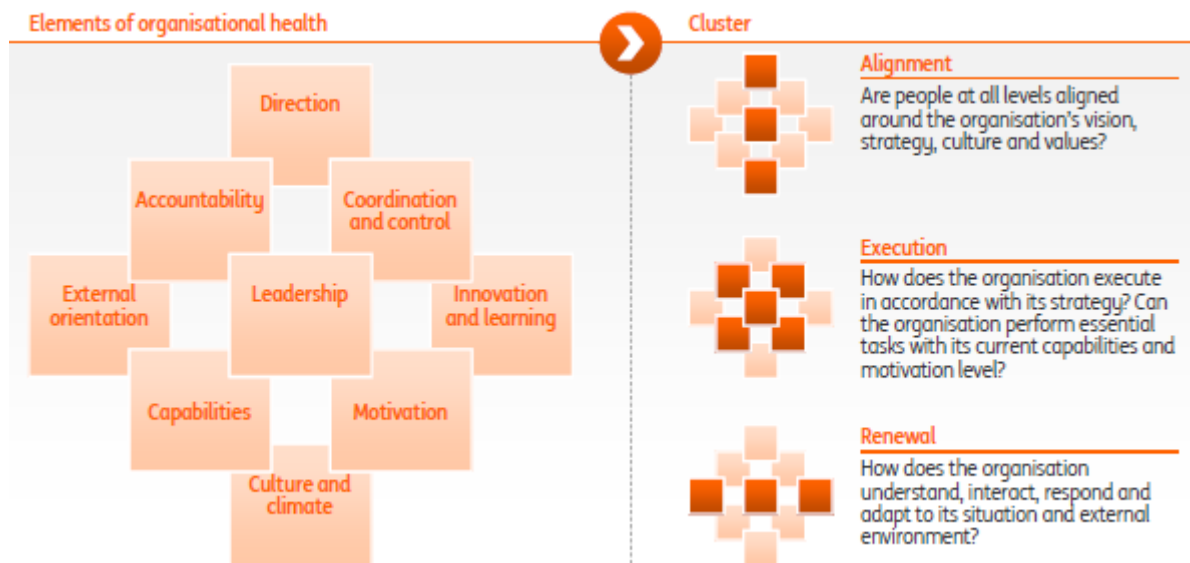 Elements of organisational health
Direction
Accountability
Coordination
and control
External
orientation
Leadership
Innovation
and learning
Capabilities
Motivation
Culture and
climate
Cluster
Alignment
Are people at all levels aligned
around the organisation's vision,
strategy, culture and values?
Execution
How does the organisation execute
in accordance with its strategy? Can
the organisation perform essential
tasks with its current capabilities and
motivation level?
Renewal
How does the organisation
understand, interact, respond and
adapt to its situation and external
environment?